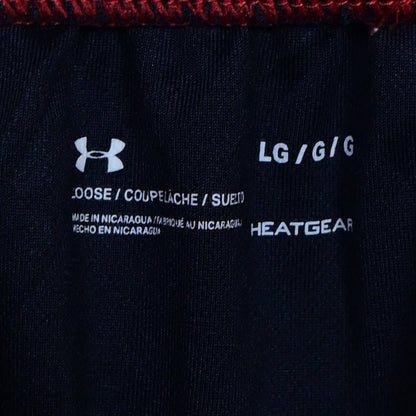 LG / G / G
LOOSE / COUPE LÂCHE / SUELTO
MADE IN NICARAGUA / FABRIQUÉ AU NICARAGUA /
HECHO EN NICARAGUA
HEATGEAR